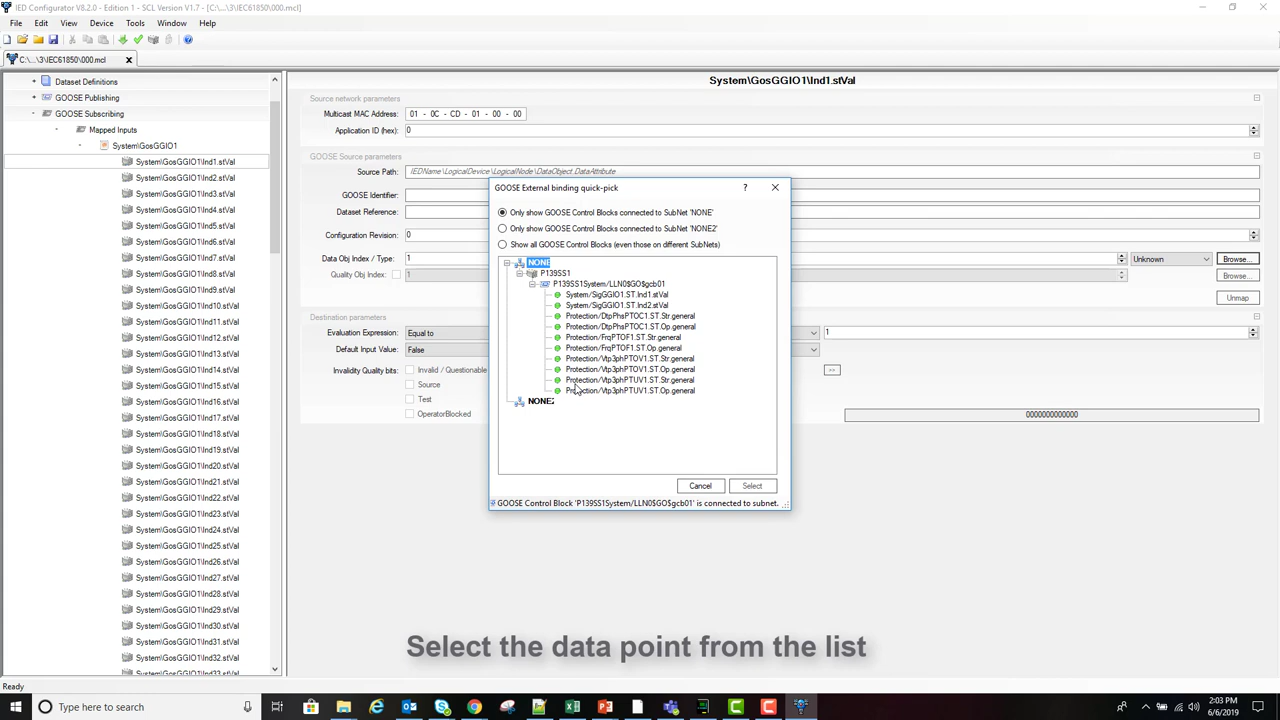 IED Configurator V8.2.0 - Edition 1 - SCL Version V1.7 - [C:\...\3\IEC61850\000.mcl]
File Edit View Device Tools Window Help
C:\...\3\IEC61850\000.mcl
Dataset Definitions
GOOSE Publishing
GOOSE Subscribing
Mapped Inputs
System\GosGGIO1
System\GosGGIO1\Ind1.stVal
System\GosGGIO1\Ind2.stVal
System\GosGGIO1\Ind3.stVal
System\GosGGIO1\Ind4.stVal
System\GosGGIO1\Ind5.stVal
System\GosGGIO1\Ind6.stVal
System\GosGGIO1\Ind7.stVal
System\GosGGIO1\Ind8.stVal
System\GosGGIO1\Ind9.stVal
System\GosGGIO1\Ind10.stVal
System\GosGGIO1\Ind11.stVal
System\GosGGIO1\Ind12.stVal
System\GosGGIO1\Ind13.stVal
System\GosGGIO1\Ind14.stVal
System\GosGGIO1\Ind15.stVal
System\GosGGIO1\Ind16.stVal
System\GosGGIO1\Ind17.stVal
System\GosGGIO1\Ind18.stVal
System\GosGGIO1\Ind19.stVal
System\GosGGIO1\Ind20.stVal
System\GosGGIO1\Ind21.stVal
System\GosGGIO1\Ind22.stVal
System\GosGGIO1\Ind23.stVal
System\GosGGIO1\Ind24.stVal
System\GosGGIO1\Ind25.stVal
System\GosGGIO1\Ind26.stVal
System\GosGGIO1\Ind27.stVal
System\GosGGIO1\Ind28.stVal
System\GosGGIO1\Ind29.stVal
System\GosGGIO1\Ind30.stVal
System\GosGGIO1\Ind31.stVal
System\GosGGIO1\Ind32.stVal
System\GosGGIO1\Ind33.stVal
System\GosGGIO1\Ind1.stVal
Source network parameters
Multicast MAC Address: 01 - 0C - CD - 01 - 00 - 00
Application ID (hex): 0
GOOSE Source parameters
Source Path: IEDName\LogicalDevice\LogicalNode\DataObject.DataAttribute
GOOSE Identifier:
Dataset Reference:
Configuration Revision: 0
Data Obj Index / Type: 1 Unknown Browse...
Quality Obj Index: 1 Browse...
Unmap
Destination parameters
Evaluation Expression: Equal to 1
Default Input Value: False
Invalidity Quality bits: Invalid / Questionable >>
Source
Test
OperatorBlocked 0000000000000
GOOSE External binding quick-pick ?
Only show GOOSE Control Blocks connected to SubNet 'NONE'
Only show GOOSE Control Blocks connected to SubNet 'NONE2'
Show all GOOSE Control Blocks (even those on different SubNets)
NONE
P139SS1
P139SS1System/LLN0$GO$gcb01
System/SigGGIO1.ST.Ind1.stVal
System/SigGGIO1.ST.Ind2.stVal
Protection/DtpPhsPTOC1.ST.Str.general
Protection/DtpPhsPTOC1.ST.Op.general
Protection/FrqPTOF1.ST.Str.general
Protection/FrqPTOF1.ST.Op.general
Protection/Vtp3phPTOV1.ST.Str.general
Protection/Vtp3phPTOV1.ST.Op.general
Protection/Vtp3phPTUV1.ST.Str.general
Protection/Vtp3phPTUV1.ST.Op.general
NONE2
Cancel Select
GOOSE Control Block 'P139SS1System/LLN0$GO$gcb01' is connected to subnet.
Select the data point from the list
Ready
Type here to search
2:03 PM
6/6/2019